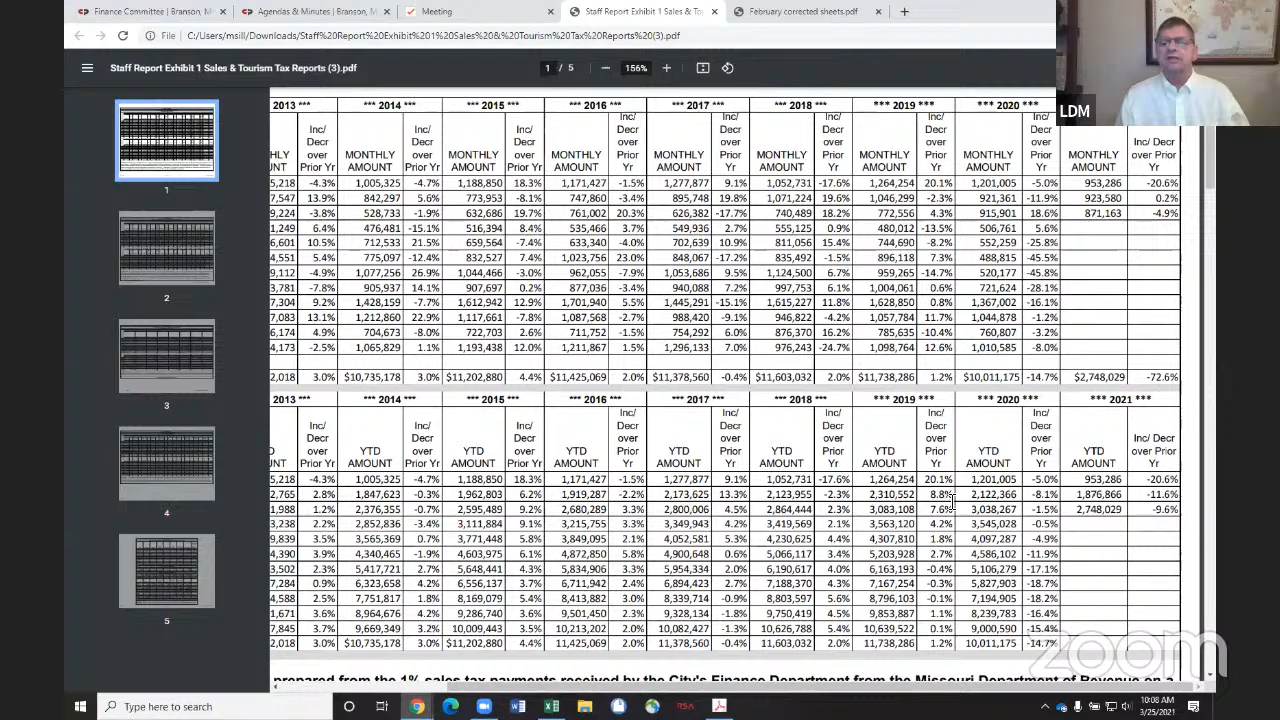 Finance Committee | Branson, M
Agendas & Minutes | Branson, M
Meeting
Staff Report Exhibit 1 Sales & To
February corrected sheets.pdf
File C:/Users/msill/Downloads/Staff%20Report%20Exhibit%201%20Sales%20&%20Tourism%20Tax%20Reports%20(3).pdf
Staff Report Exhibit 1 Sales & Tourism Tax Reports (3).pdf
1 / 5
156%
LDM
1
2
3
4
5
2013 *** *** 2014 *** *** 2015 *** *** 2016 *** *** 2017 *** *** 2018 *** *** 2019 *** *** 2020 ***
HLY Inc/ Decr over Prior Yr MONTHLY AMOUNT Inc/ Decr over Prior Yr MONTHLY AMOUNT Inc/ Decr over Prior Yr MONTHLY AMOUNT Inc/ Decr over Prior Yr MONTHLY AMOUNT Inc/ Decr over Prior Yr MONTHLY AMOUNT Inc/ Decr over Prior Yr MONTHLY AMOUNT Inc/ Decr over Prior Yr MONTHLY AMOUNT Inc/ Decr over Prior Yr MONTHLY AMOUNT Inc/ Decr over Prior Yr
5,218 -4.3% 1,005,325 -4.7% 1,188,850 18.3% 1,171,427 -1.5% 1,277,877 9.1% 1,052,731 -17.6% 1,264,254 20.1% 1,201,005 -5.0% 953,286 -20.6%
7,547 13.9% 842,297 5.6% 773,953 -8.1% 747,860 -3.4% 895,748 19.8% 1,071,224 19.6% 1,046,299 -2.3% 921,361 -11.9% 923,580 0.2%
9,224 -3.8% 528,733 -1.9% 632,686 19.7% 761,002 20.3% 626,382 -17.7% 740,489 18.2% 772,556 4.3% 915,901 18.6% 871,163 -4.9%
1,249 6.4% 476,481 -15.1% 516,394 8.4% 535,466 3.7% 549,936 2.7% 555,125 0.9% 480,012 -13.5% 506,761 5.6%
6,601 10.5% 712,533 21.5% 659,564 -7.4% 633,340 -4.0% 702,639 10.9% 811,056 15.4% 744,690 -8.2% 552,259 -25.8%
4,551 5.4% 775,097 -12.4% 832,527 7.4% 1,023,756 23.0% 848,067 -17.2% 835,492 -1.5% 896,118 7.3% 488,815 -45.5%
9,112 -4.9% 1,077,256 26.9% 1,044,466 -3.0% 962,055 -7.9% 1,053,686 9.5% 1,124,500 6.7% 959,265 -14.7% 520,177 -45.8%
3,781 -7.8% 905,937 14.1% 907,697 0.2% 877,036 -3.4% 940,088 7.2% 997,753 6.1% 1,004,061 0.6% 721,624 -28.1%
7,304 9.2% 1,428,159 -7.7% 1,612,942 12.9% 1,701,940 5.5% 1,445,291 -15.1% 1,615,227 11.8% 1,628,850 0.8% 1,367,002 -16.1%
7,083 13.1% 1,212,860 22.9% 1,117,661 -7.8% 1,087,568 -2.7% 988,420 -9.1% 946,822 -4.2% 1,057,784 11.7% 1,044,878 -1.2%
6,174 4.9% 704,673 -8.0% 722,703 2.6% 711,752 -1.5% 754,292 6.0% 876,370 16.2% 785,635 -10.4% 760,807 -3.2%
4,173 -2.5% 1,065,829 1.1% 1,193,438 12.0% 1,211,867 1.5% 1,296,133 7.0% 976,243 -24.7% 1,098,764 12.6% 1,010,585 -8.0%
2,018 3.0% $10,735,178 3.0% $11,202,880 4.4% $11,425,069 2.0% $11,378,560 -0.4% $11,603,032 2.0% $11,738,286 1.2% $10,011,175 -14.7% $2,748,029 -72.6%
2013 *** *** 2014 *** *** 2015 *** *** 2016 *** *** 2017 *** *** 2018 *** *** 2019 *** *** 2020 *** *** 2021 ***
Inc/ Decr over Prior Yr YTD AMOUNT Inc/ Decr over Prior Yr YTD AMOUNT Inc/ Decr over Prior Yr YTD AMOUNT Inc/ Decr over Prior Yr YTD AMOUNT Inc/ Decr over Prior Yr YTD AMOUNT Inc/ Decr over Prior Yr YTD AMOUNT Inc/ Decr over Prior Yr YTD AMOUNT Inc/ Decr over Prior Yr YTD AMOUNT Inc/ Decr over Prior Yr
5,218 -4.3% 1,005,325 -4.7% 1,188,850 18.3% 1,171,427 -1.5% 1,277,877 9.1% 1,052,731 -17.6% 1,264,254 20.1% 1,201,005 -5.0% 953,286 -20.6%
2,765 2.8% 1,847,623 -0.3% 1,962,803 6.2% 1,919,287 -2.2% 2,173,625 13.3% 2,123,955 -2.3% 2,310,552 8.8% 2,122,366 -8.1% 1,876,866 -11.6%
1,988 1.2% 2,376,355 -0.7% 2,595,489 9.2% 2,680,289 3.3% 2,800,006 4.5% 2,864,444 2.3% 3,083,108 7.6% 3,038,267 -1.5% 2,748,029 -9.6%
3,238 2.2% 2,852,836 -3.4% 3,111,884 9.1% 3,215,755 3.3% 3,349,943 4.2% 3,419,569 2.1% 3,563,120 4.2% 3,545,028 -0.5%
9,839 3.5% 3,565,369 0.7% 3,771,448 5.8% 3,849,095 2.1% 4,052,581 5.3% 4,230,625 4.4% 4,307,810 1.8% 4,097,287 -4.9%
4,390 3.9% 4,340,465 -1.9% 4,603,975 6.1% 4,872,850 5.8% 4,900,648 0.6% 5,066,117 3.4% 5,203,928 2.7% 4,586,102 -11.9%
3,502 2.3% 5,417,721 2.7% 5,648,441 4.3% 5,834,906 3.3% 5,954,334 2.0% 6,190,617 4.0% 6,163,193 -0.4% 5,106,279 -17.1%
7,284 0.9% 6,323,658 4.2% 6,556,137 3.7% 6,711,942 2.4% 6,894,423 2.7% 7,188,370 4.3% 7,167,254 -0.3% 5,827,903 -18.7%
4,588 2.5% 7,751,817 1.8% 8,169,079 5.4% 8,413,882 3.0% 8,339,714 -0.9% 8,803,597 5.6% 8,796,103 -0.1% 7,194,905 -18.2%
1,671 3.6% 8,964,676 4.2% 9,286,740 3.6% 9,501,450 2.3% 9,328,134 -1.8% 9,750,419 4.5% 9,853,887 1.1% 8,239,783 -16.4%
7,845 3.7% 9,669,349 3.2% 10,009,443 3.5% 10,213,202 2.0% 10,082,427 -1.3% 10,626,788 5.4% 10,639,522 0.1% 9,000,590 -15.4%
2,018 3.0% $10,735,178 3.0% $11,202,880 4.4% 11,425,069 2.0% 11,378,560 -0.4% 11,603,032 2.0% 11,738,286 1.2% 10,011,175 -14.7%
prepared from the 1% sales tax payments received by the City's Finance Department from the Missouri Department of Revenue
zoom
Type here to search
RSA
10:08 AM
3/25/2021